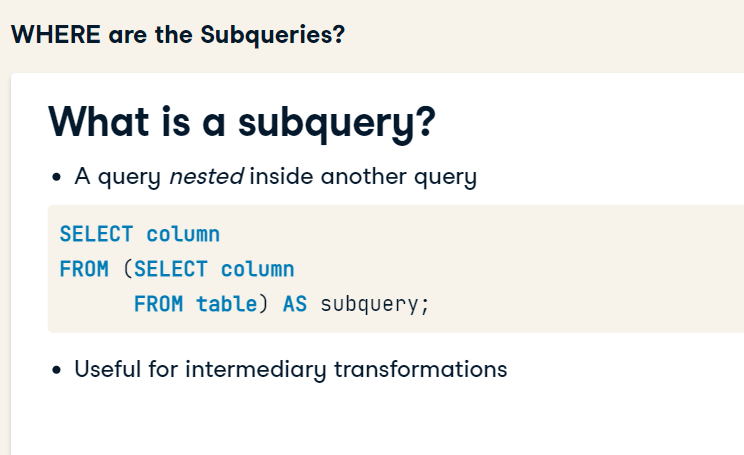 WHERE are the Subqueries?
What is a subquery?
• A query nested inside another query
SELECT column
FROM (SELECT column
FROM table) AS subquery;
• Useful for intermediary transformations